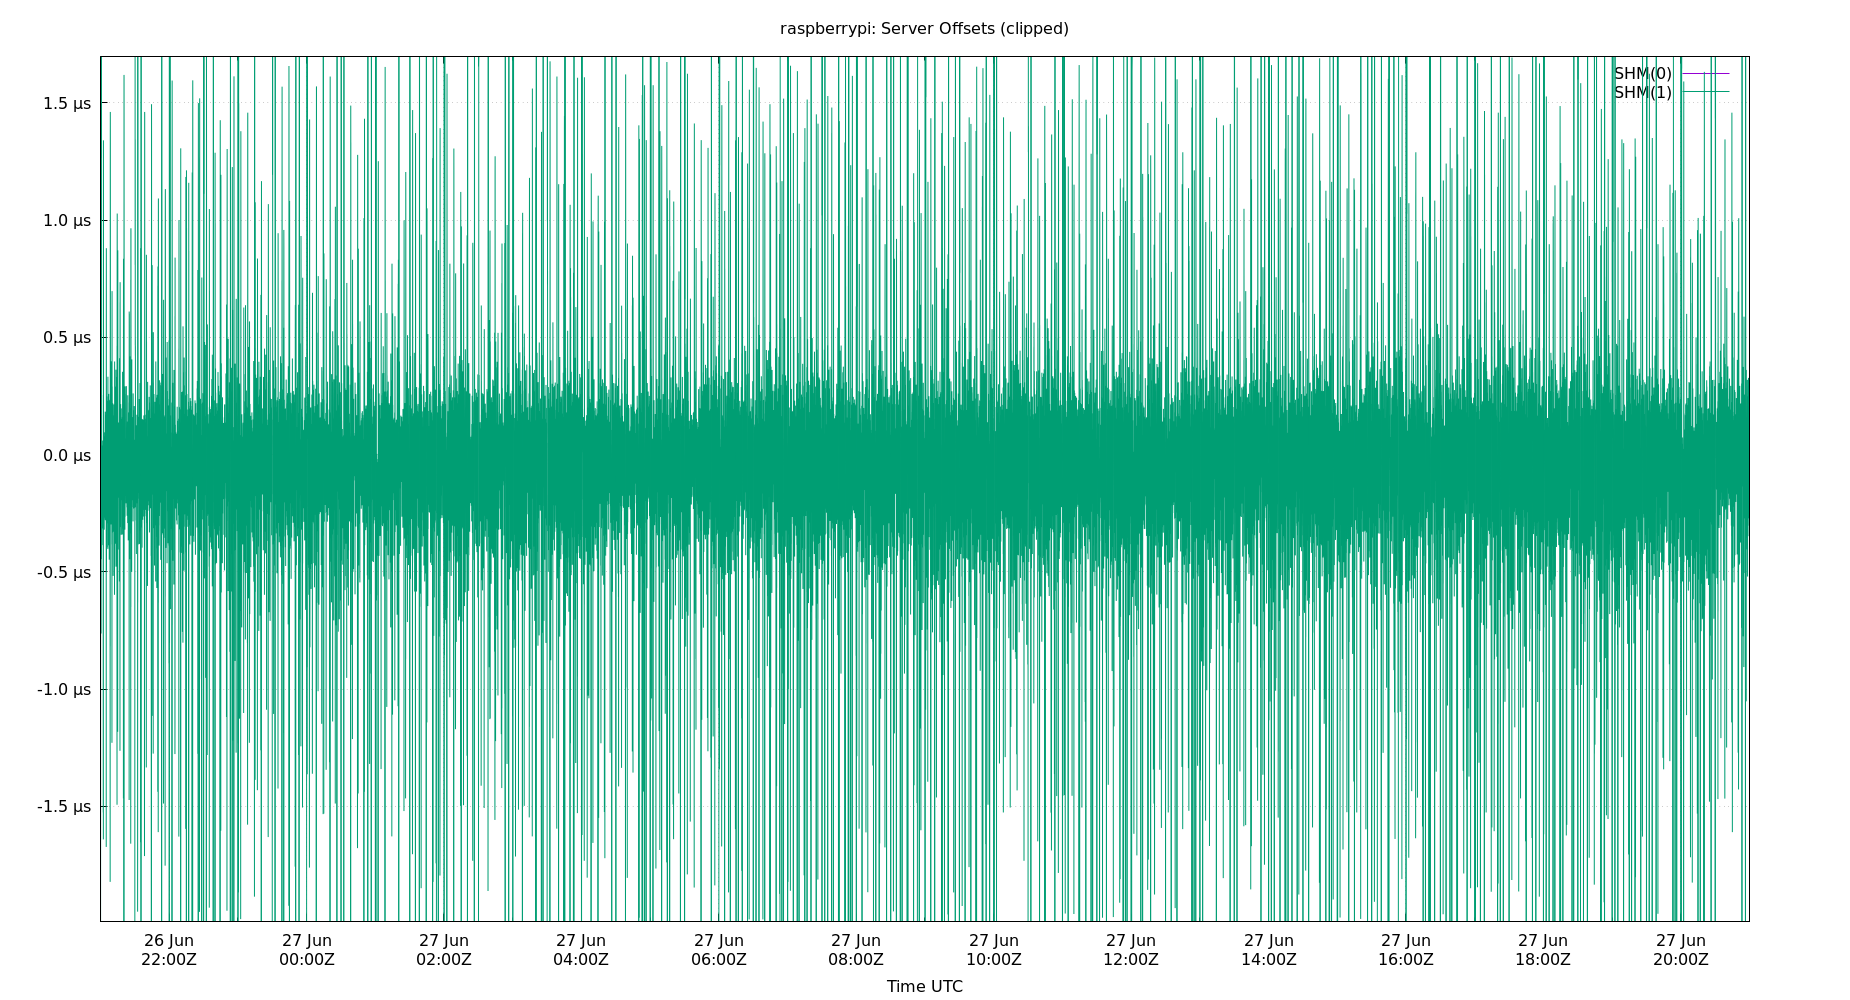 raspberrypi: Server Offsets (clipped)
SHM(0)
SHM(1)
1.5 µs
1.0 µs
0.5 µs
0.0 µs
-0.5 µs
-1.0 µs
-1.5 µs
26 Jun 27 Jun 27 Jun 27 Jun 27 Jun 27 Jun 27 Jun 27 Jun 27 Jun 27 Jun 27 Jun 27 Jun
22:00Z 00:00Z 02:00Z 04:00Z 06:00Z 08:00Z 10:00Z 12:00Z 14:00Z 16:00Z 18:00Z 20:00Z
Time UTC